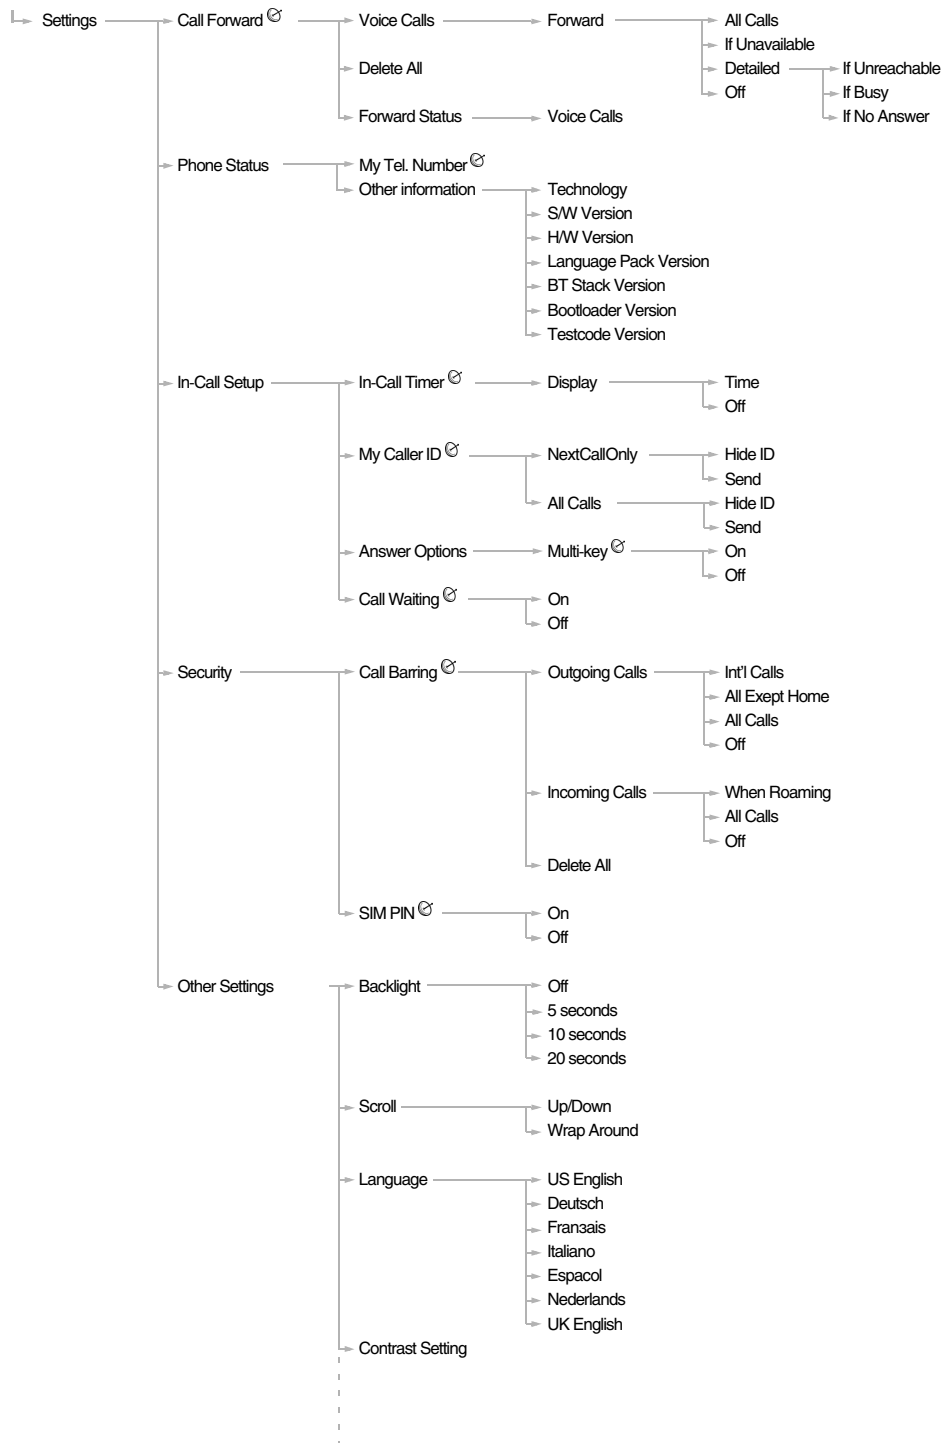 Settings Call Forward Voice Calls Forward All Calls
If Unavailable
Delete All Detailed If Unreachable
Off If Busy
Forward Status Voice Calls If No Answer
Phone Status My Tel. Number
Other information Technology
S/W Version
H/W Version
Language Pack Version
BT Stack Version
Bootloader Version
Testcode Version
In-Call Setup In-Call Timer Display Time
Off
My Caller ID NextCallOnly Hide ID
Send
All Calls Hide ID
Send
Answer Options Multi-key On
Off
Call Waiting On
Off
Security Call Barring Outgoing Calls Int'l Calls
All Exept Home
All Calls
Off
Incoming Calls When Roaming
All Calls
Off
Delete All
SIM PIN On
Off
Other Settings Backlight Off
5 seconds
10 seconds
20 seconds
Scroll Up/Down
Wrap Around
Language US English
Deutsch
Franзais
Italiano
Espacol
Nederlands
UK English
Contrast Setting